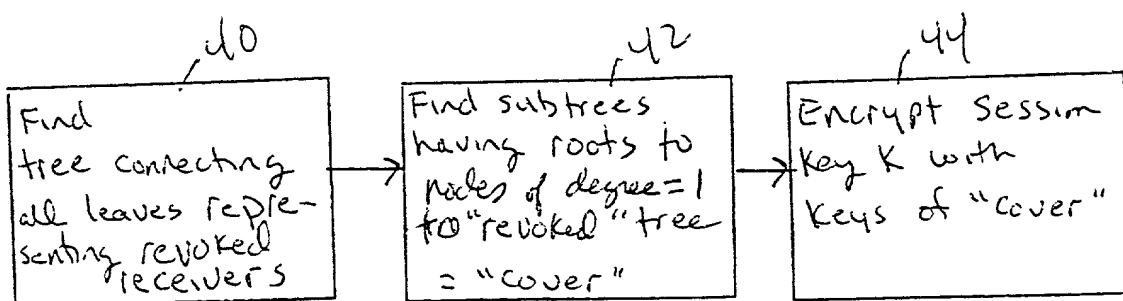 40
Find
tree connecting
all leaves repre-
senting revoked
receivers
42
Find subtrees
having roots to
nodes of degree=1
to "revoked" tree
= "cover"
44
Encrypt Session
Key K with
Keys of "Cover"